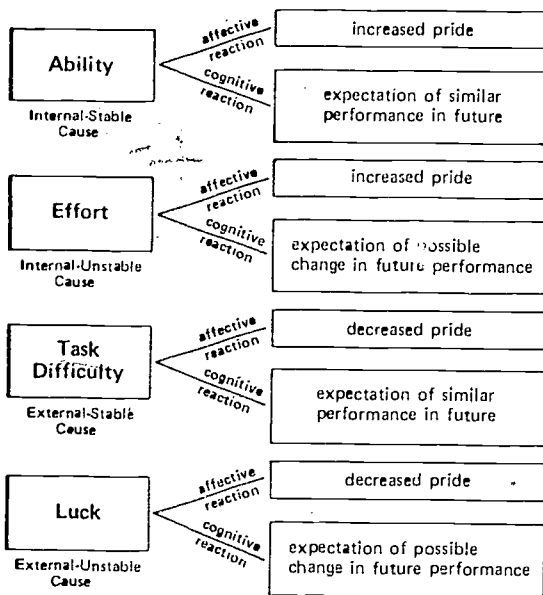 Ability
Internal-Stable
Cause
affective
reaction
increased pride
cognitive
reaction
expectation of similar
performance in future
Effort
Internal-Unstable
Cause
affective
reaction
increased pride
cognitive
reaction
expectation of possible
change in future performance
Task
Difficulty
External-Stable
Cause
affective
reaction
decreased pride
cognitive
reaction
expectation of similar
performance in future
Luck
External-Unstable
Cause
affective
reaction
decreased pride
cognitive
reaction
expectation of possible
change in future performance